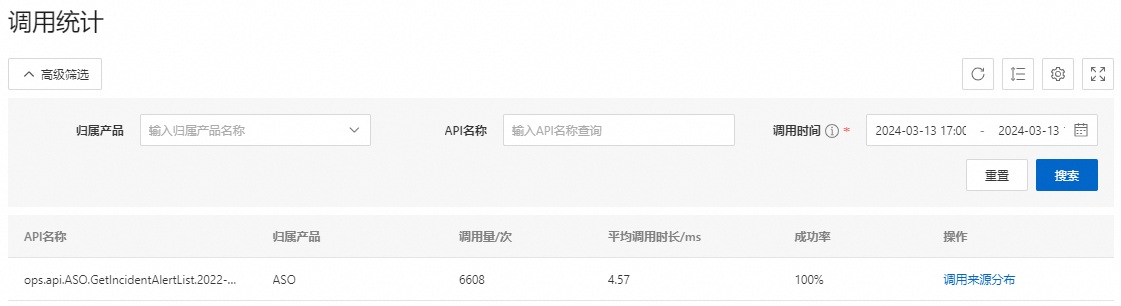 调用统计
高级筛选
归属产品 输入归属产品名称 API名称 输入API名称查询 调用时间 * 2024-03-13 17:00 - 2024-03-13
重置 搜索
API名称 归属产品 调用量/次 平均调用时长/ms 成功率 操作
ops.api.ASO.GetIncidentAlertList.2022-... ASO 6608 4.57 100% 调用来源分布